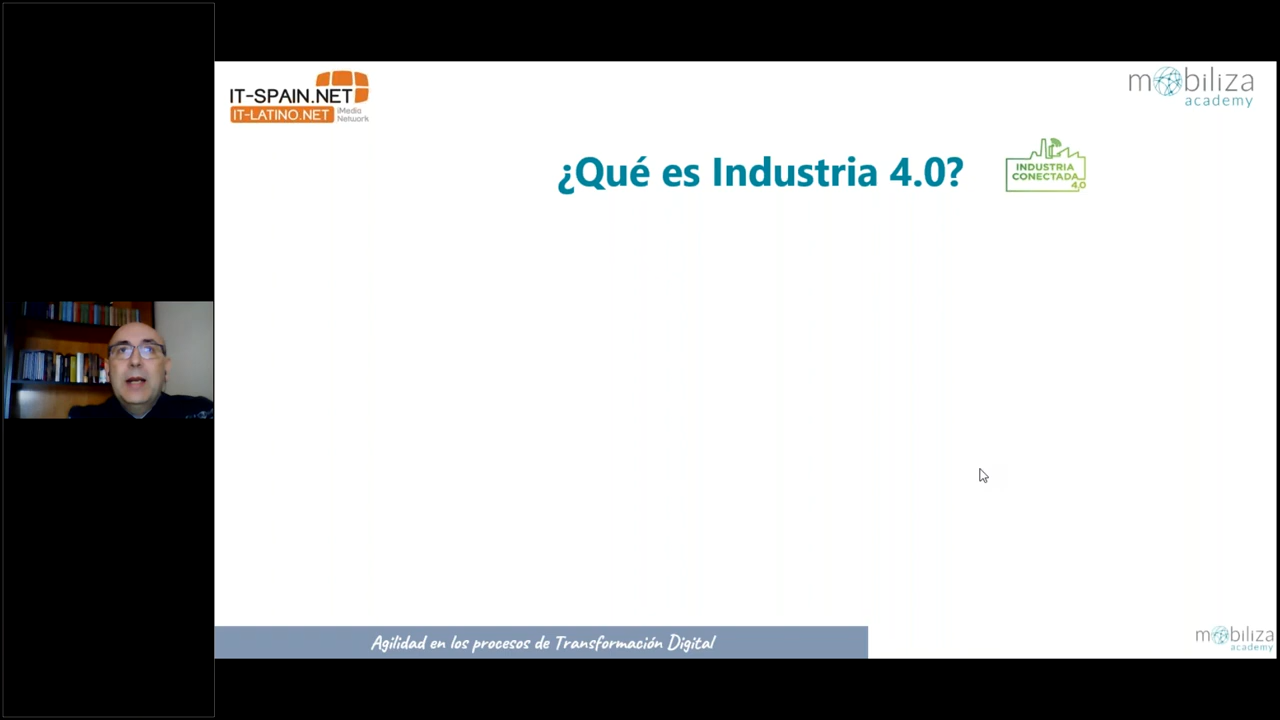 IT-SPAIN.NET
IT-LATINO.NET
iMedia
Network
mobiliza
academy
¿Qué es Industria 4.0?
INDUSTRIA
CONECTADA
4.0
Agilidad en los procesos de Transformación Digital
mobiliza
academy